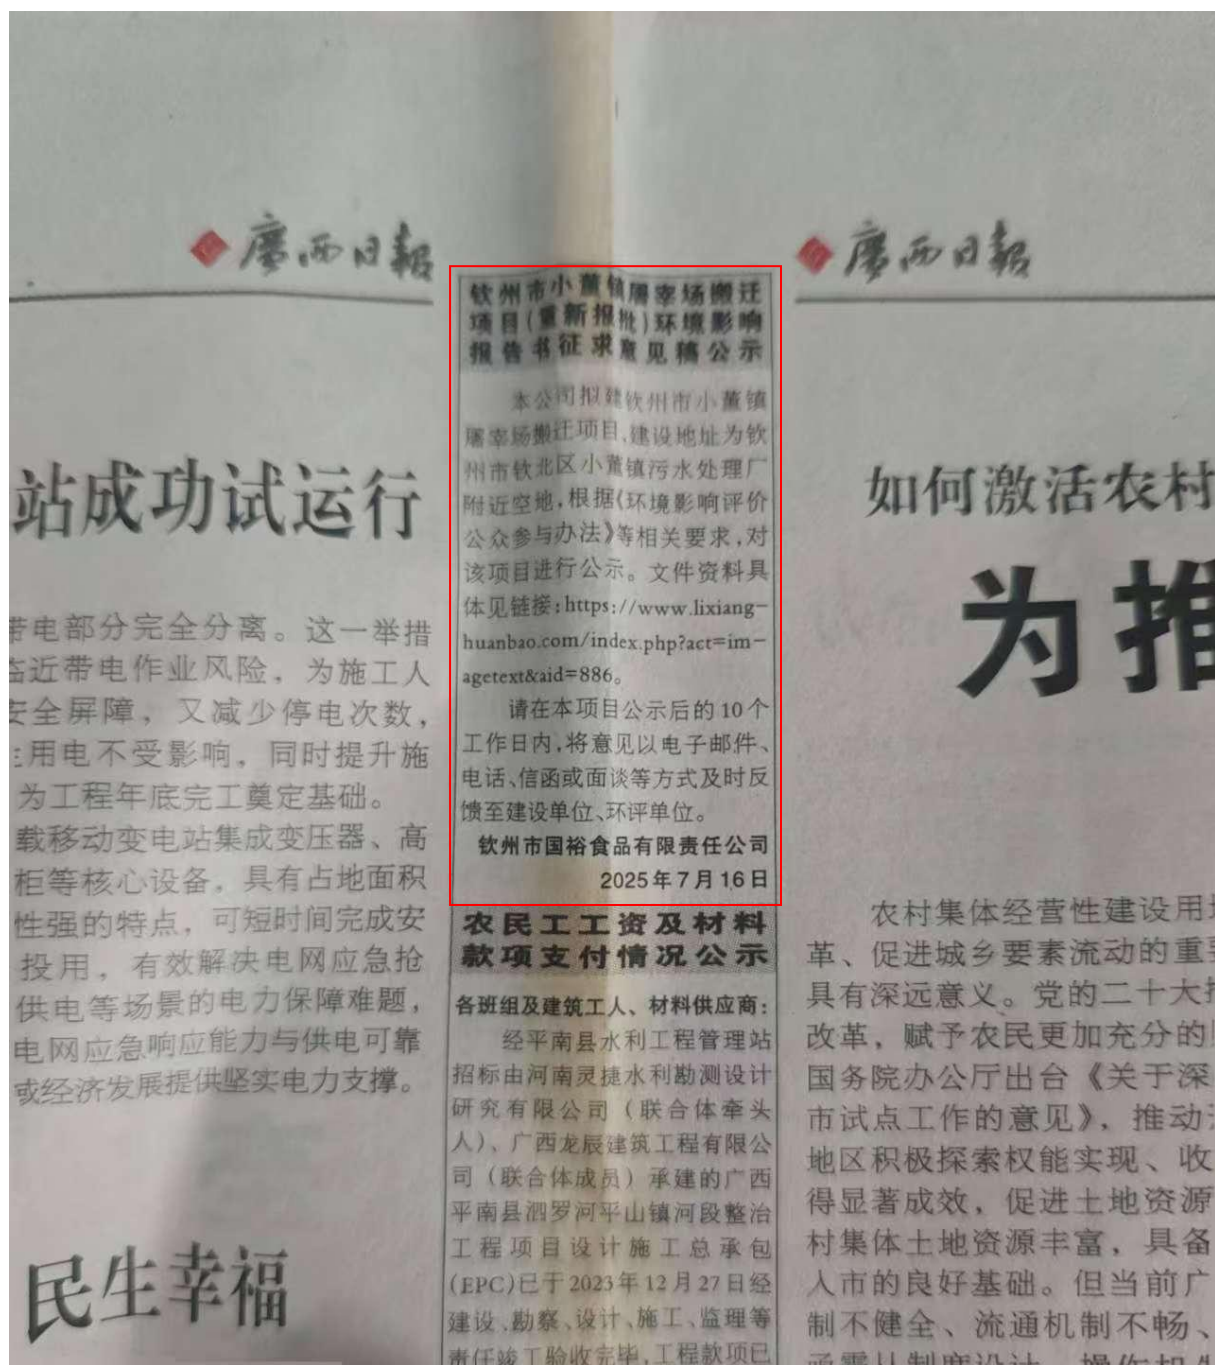 廣西日報
廣西日報
站成功试运行
带电部分完全分离。这一举措
临近带电作业风险，为施工人
安全屏障，又减少停电次数，
用电不受影响，同时提升施
为工程年底完工奠定基础。
载移动变电站集成变压器、高
柜等核心设备，具有占地面积
性强的特点，可短时间完成安
投用，有效解决电网应急抢
供电等场景的电力保障难题，
电网应急响应能力与供电可靠
或经济发展提供坚实电力支撑。
民生幸福
钦州市小董镇屠宰场搬迁
项目(重新报批)环境影响
报告书征求意见稿公示
本公司拟建钦州市小董镇
屠宰场搬迁项目,建设地址为钦
州市钦北区小董镇污水处理厂
附近空地,根据《环境影响评价
公众参与办法》等相关要求,对
该项目进行公示。文件资料具
体见链接:https://www.lixiang-
huanbao.com/index.php?act=im-
agetext&aid=886。
请在本项目公示后的10个
工作日内,将意见以电子邮件、
电话、信函或面谈等方式及时反
馈至建设单位、环评单位。
钦州市国裕食品有限责任公司
2025年7月16日
农民工工资及材料
款项支付情况公示
各班组及建筑工人、材料供应商：
经平南县水利工程管理站
招标由河南灵捷水利勘测设计
研究有限公司（联合体牵头
人）、广西龙辰建筑工程有限公
司（联合体成员）承建的广西
平南县泗罗河平山镇河段整治
工程项目设计施工总承包
(EPC)已于2023年12月27日经
建设、勘察、设计、施工、监理等
责任竣工验收完毕,工程款项已
如何激活农村
为推
农村集体经营性建设用地
革、促进城乡要素流动的重要
具有深远意义。党的二十大
改革，赋予农民更加充分的
国务院办公厅出台《关于深
市试点工作的意见》，推动
地区积极探索权能实现、收
得显著成效，促进土地资源
村集体土地资源丰富，具备
人市的良好基础。但当前广
制不健全、流通机制不畅、